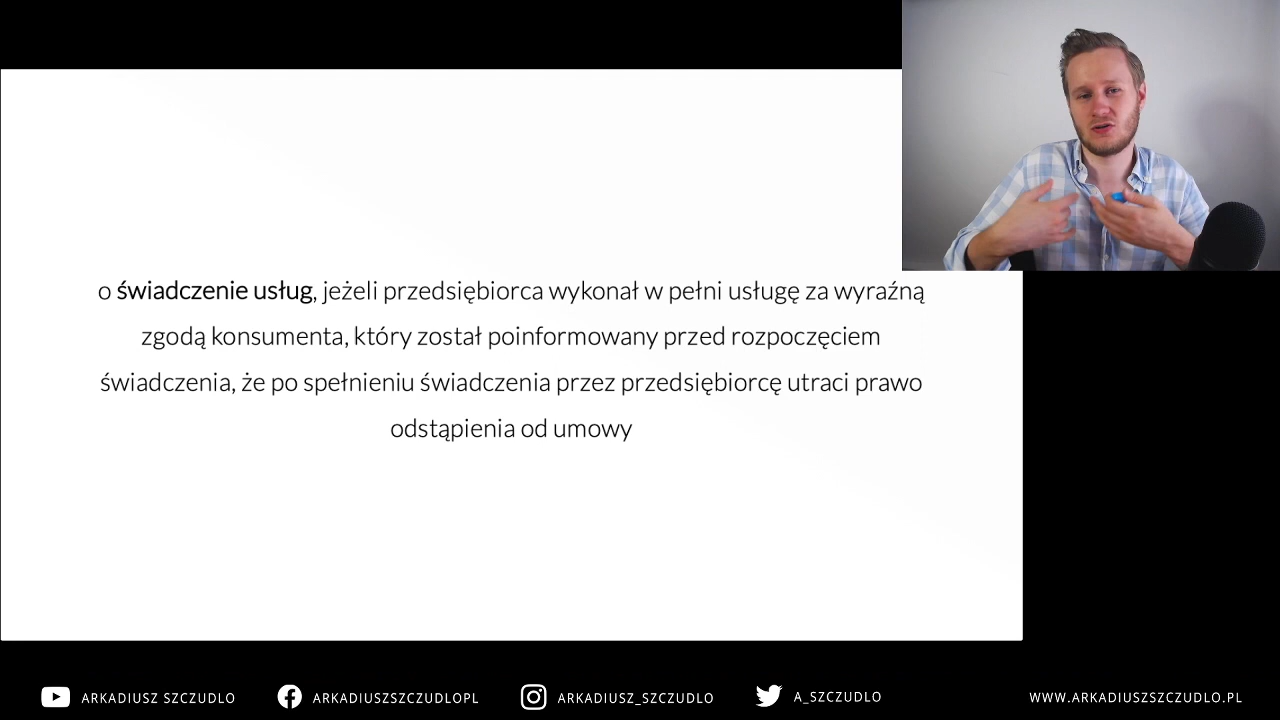 o świadczenie usług, jeżeli przedsiębiorca wykonał w pełni usługę za wyraźną
zgodą konsumenta, który został poinformowany przed rozpoczęciem
świadczenia, że po spełnieniu świadczenia przez przedsiębiorcę utraci prawo
odstąpienia od umowy
ARKADIUSZ SZCZUDLO
ARKADIUSZSZCZUDLOPL
ARKADIUSZ_SZCZUDLO
A_SZCZUDLO
WWW.ARKADIUSZSZCZUDLO.PL